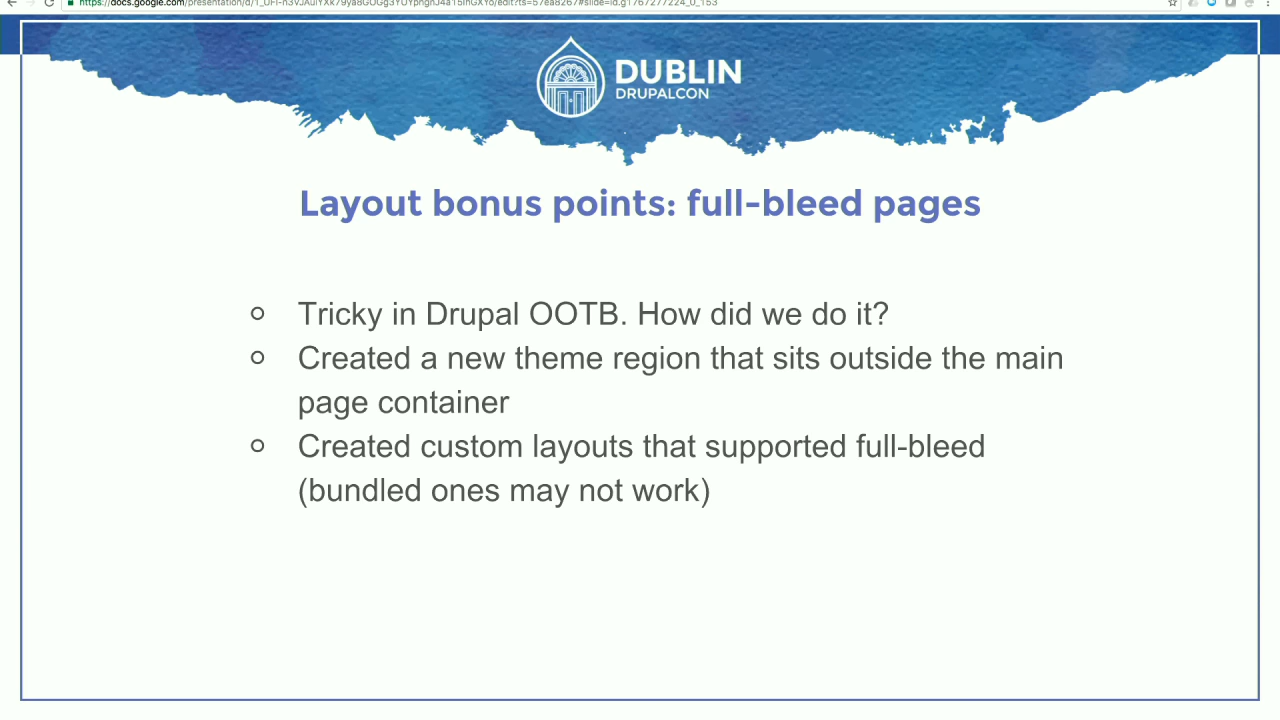 DUBLIN
DRUPALCON
Layout bonus points: full-bleed pages
Tricky in Drupal OOTB. How did we do it?
Created a new theme region that sits outside the main
page container
Created custom layouts that supported full-bleed
(bundled ones may not work)